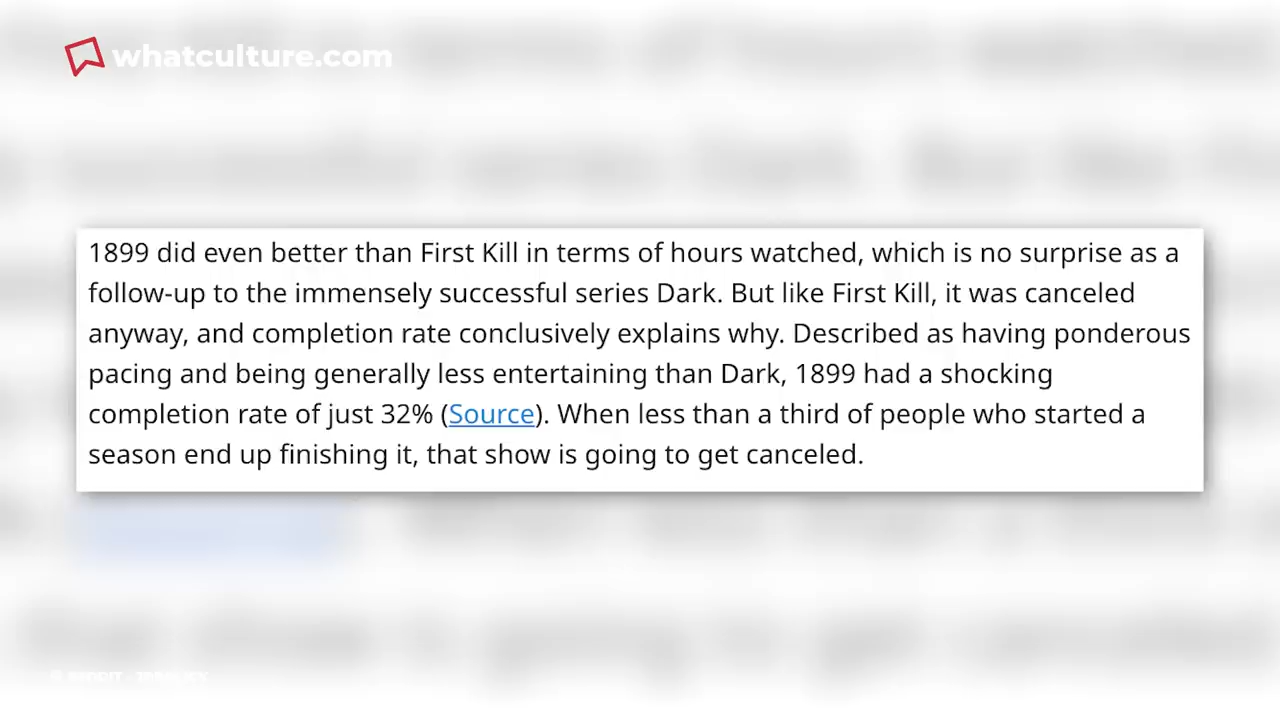 whatculture.com
1899 did even better than First Kill in terms of hours watched, which is no surprise as a
follow-up to the immensely successful series Dark. But like First Kill, it was canceled
anyway, and completion rate conclusively explains why. Described as having ponderous
pacing and being generally less entertaining than Dark, 1899 had a shocking
completion rate of just 32% (Source). When less than a third of people who started a
season end up finishing it, that show is going to get canceled.